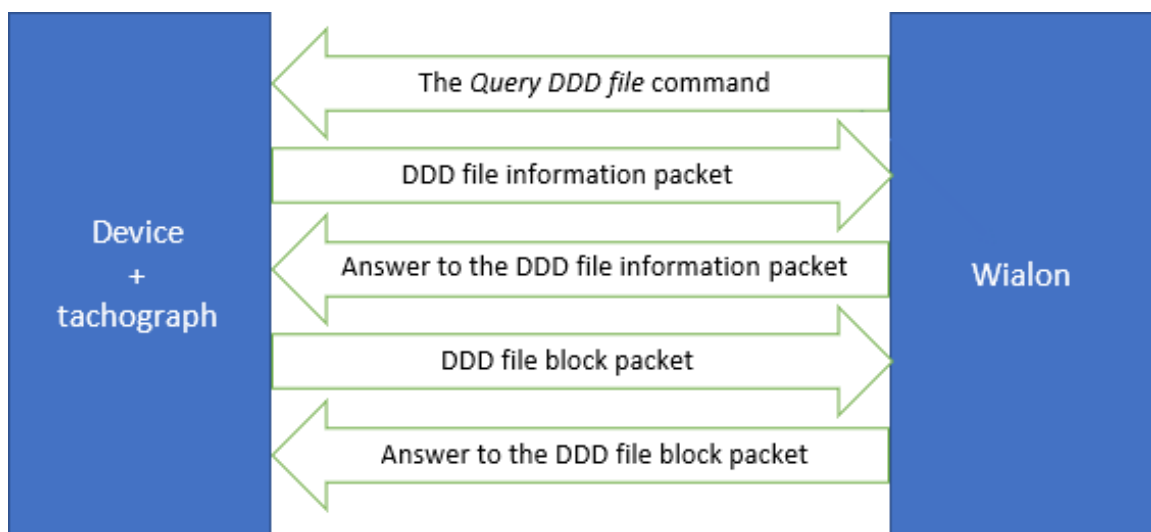 The Query DDD file command
DDD file information packet
Device
+
tachograph
Answer to the DDD file information packet
Wialon
DDD file block packet
Answer to the DDD file block packet